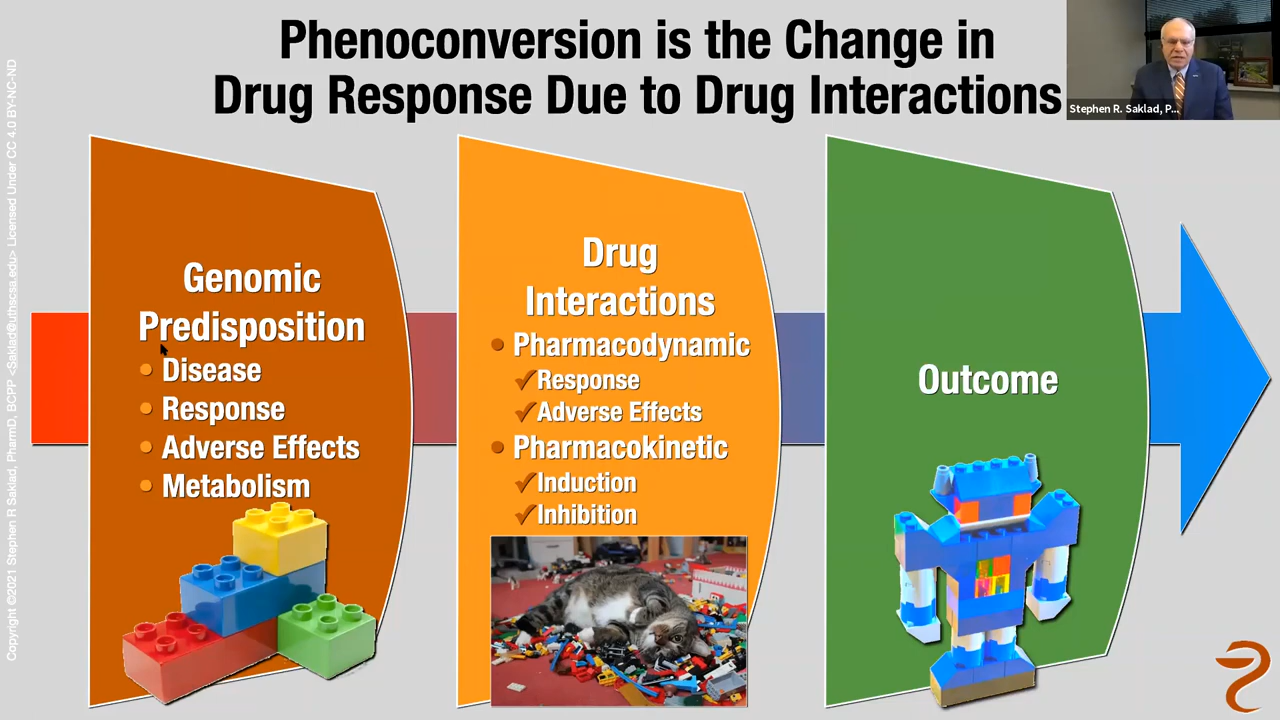 Phenoconversion is the Change in
Drug Response Due to Drug Interactions
Stephen R. Saklad, P...
Copyright ©2021 Stephen R Saklad, PharmD, BCPP <Saklad@uthscsa.edu> Licensed Under CC 4.0 BY-NC-ND
Genomic
Predisposition
• Disease
• Response
• Adverse Effects
• Metabolism
Drug
Interactions
• Pharmacodynamic
✓Response
✓Adverse Effects
• Pharmacokinetic
✓Induction
✓Inhibition
Outcome